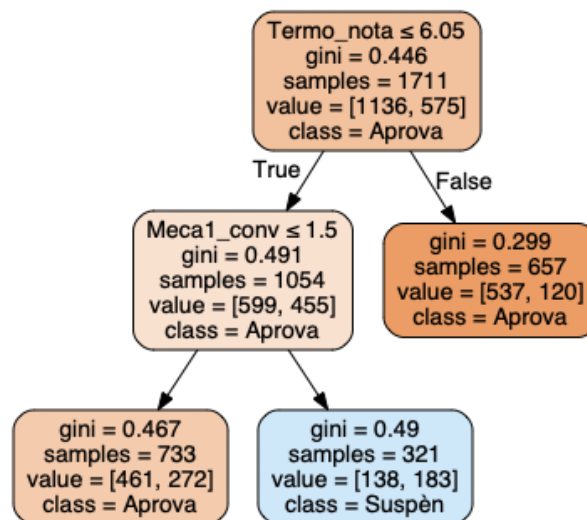 Termo_nota ≤ 6.05
gini = 0.446
samples = 1711
value = [1136, 575]
class = Aprova
True
False
Meca1_conv ≤ 1.5
gini = 0.491
samples = 1054
value = [599, 455]
class = Aprova
gini = 0.299
samples = 657
value = [537, 120]
class = Aprova
gini = 0.467
samples = 733
value = [461, 272]
class = Aprova
gini = 0.49
samples = 321
value = [138, 183]
class = Suspèn